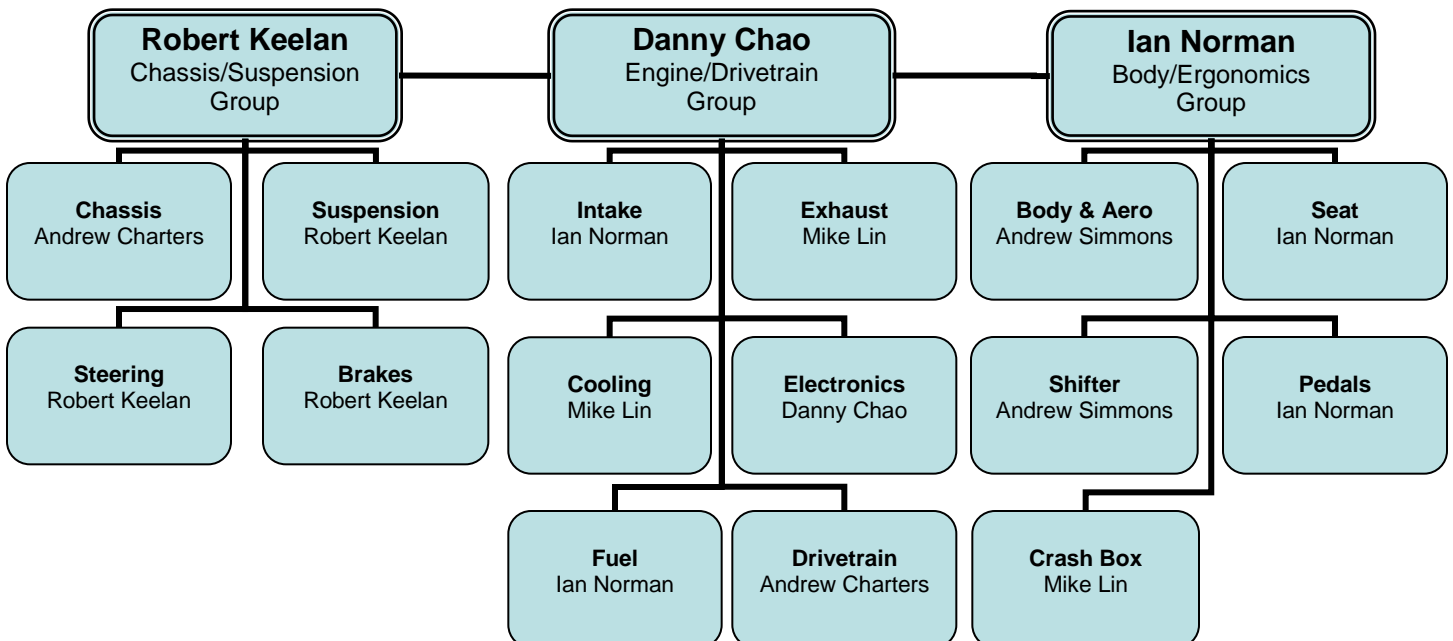 Robert Keelan
Chassis/Suspension
Group
Danny Chao
Engine/Drivetrain
Group
Ian Norman
Body/Ergonomics
Group
Chassis
Andrew Charters
Suspension
Robert Keelan
Intake
Ian Norman
Exhaust
Mike Lin
Body & Aero
Andrew Simmons
Seat
Ian Norman
Steering
Robert Keelan
Brakes
Robert Keelan
Cooling
Mike Lin
Electronics
Danny Chao
Shifter
Andrew Simmons
Pedals
Ian Norman
Fuel
Ian Norman
Drivetrain
Andrew Charters
Crash Box
Mike Lin